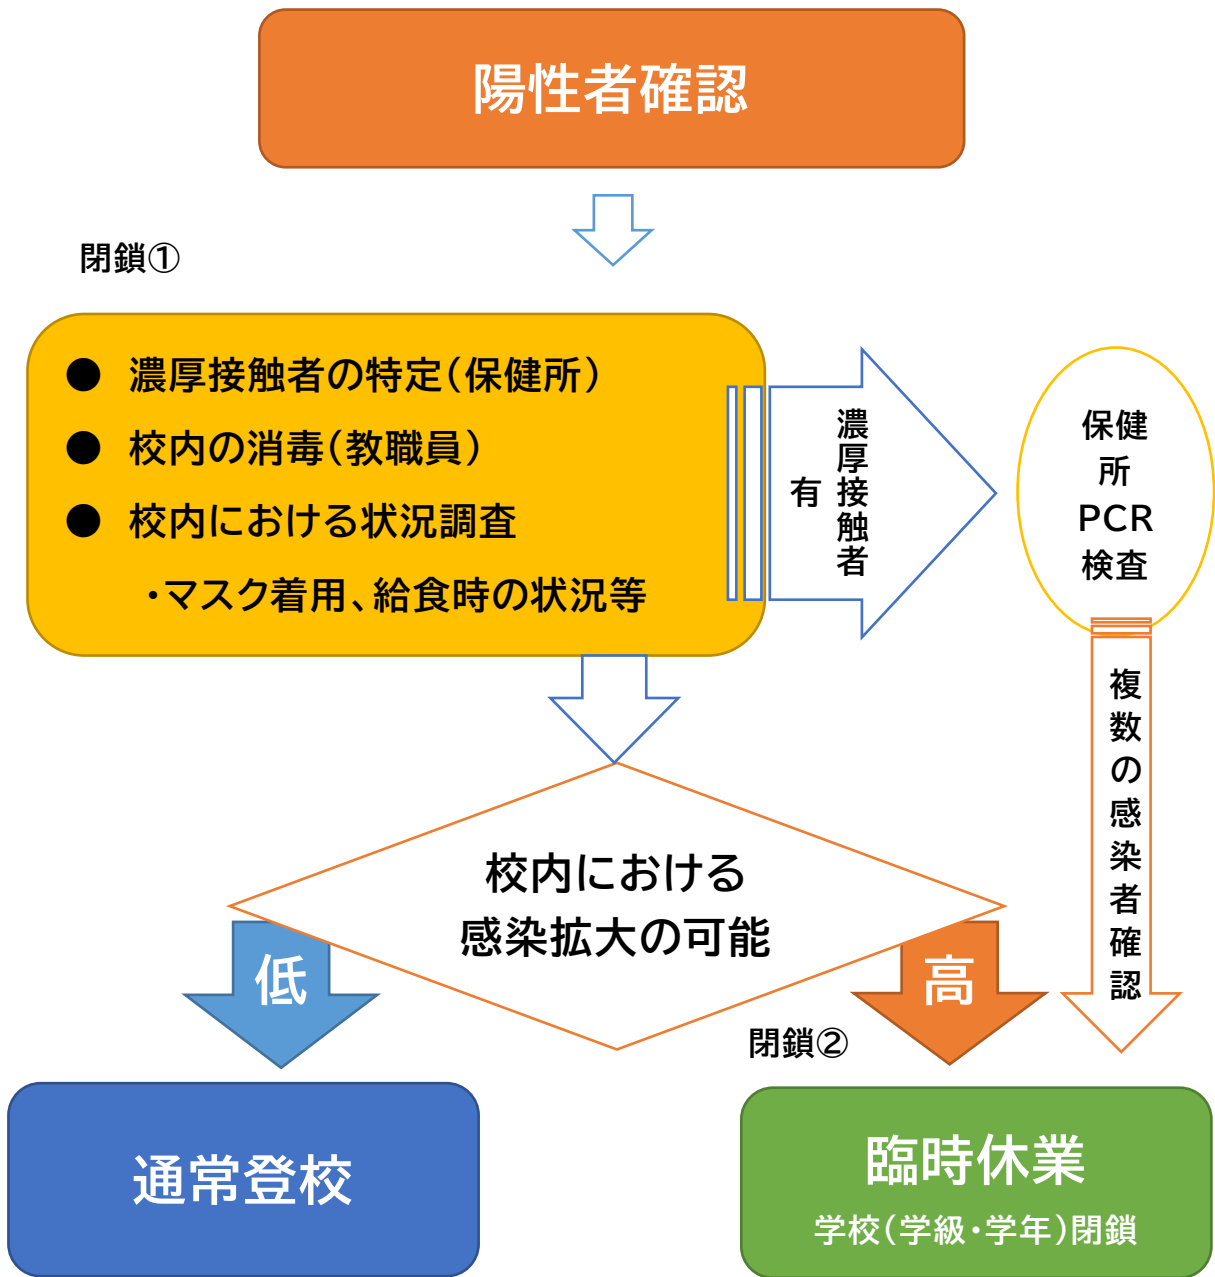 陽性者確認
閉鎖①
● 濃厚接触者の特定(保健所)
● 校内の消毒(教職員)
● 校内における状況調査
・マスク着用、給食時の状況等
濃厚接触者
有
保健
所
PCR
検査
複数の感染者確認
校内における
感染拡大の可能
低
高
閉鎖②
通常登校
臨時休業
学校(学級・学年)閉鎖